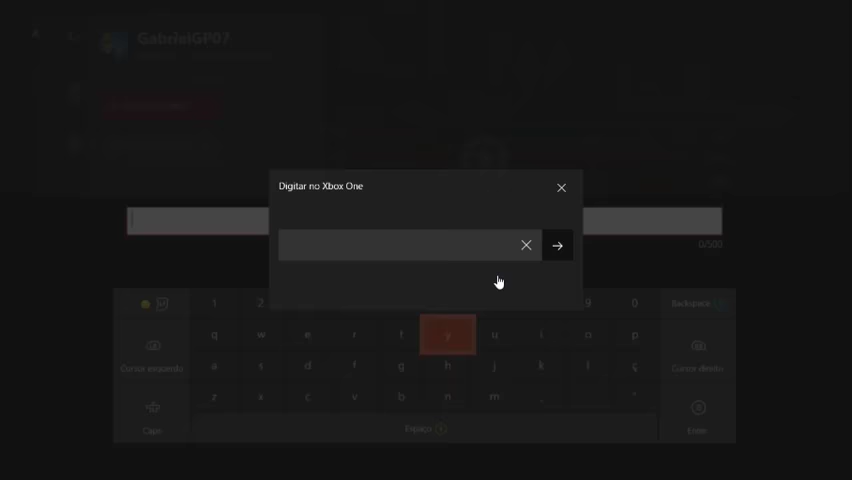 GabrielGP07
Digitar no Xbox One
0/500
1 2 9 0 Backspace
q w e r t y u i o p
Cursor esquerdo
Cursor direito
a s d f g h j k l ç
z x c v b n m . 
Caps
Espaço
Enter